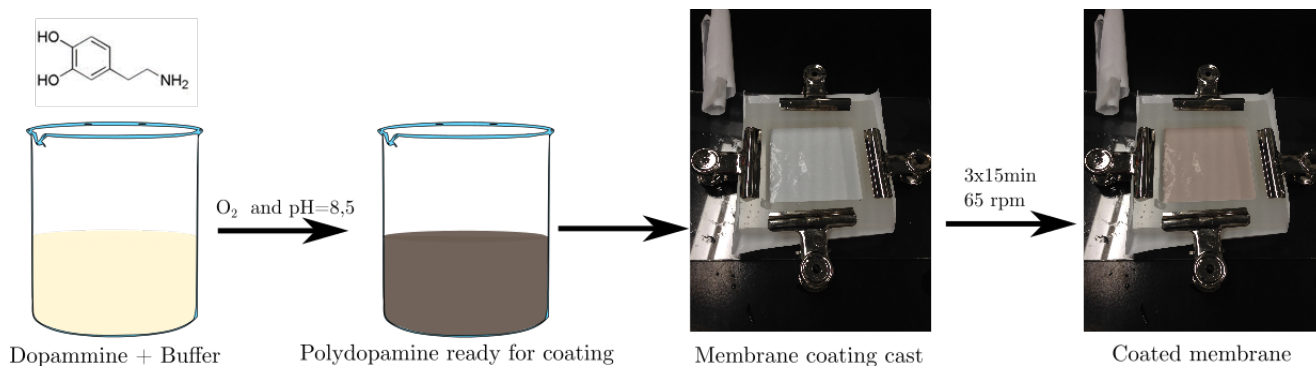 HO
HO
NH2
O2 and pH=8,5
3x15min
65 rpm
Dopammine + Buffer
Polydopamine ready for coating
Membrane coating cast
Coated membrane